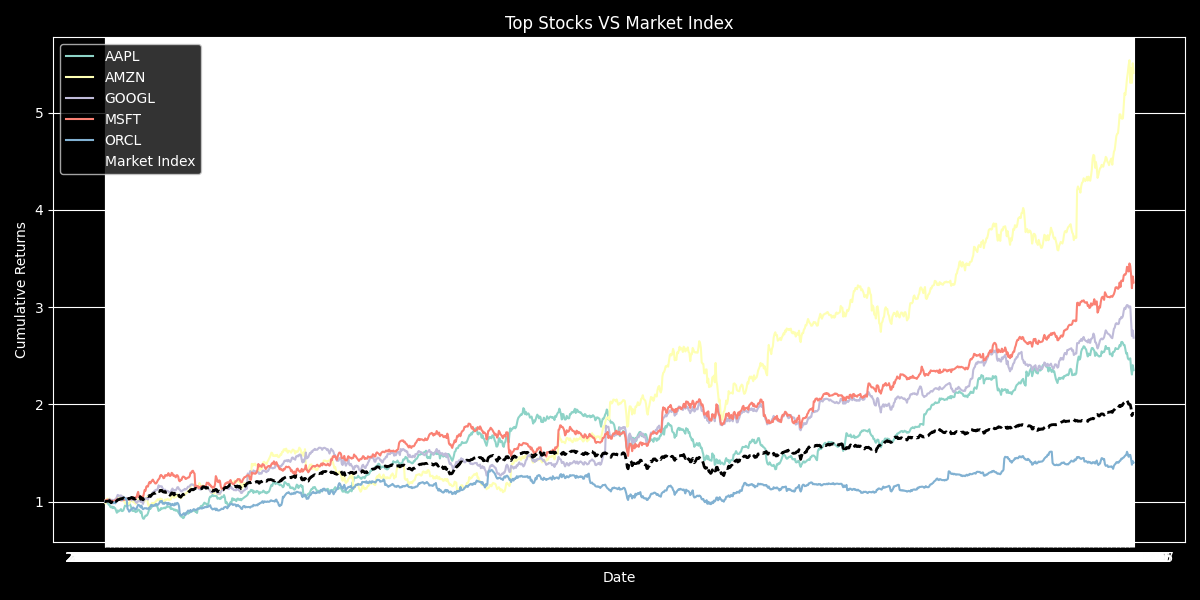 Top Stocks VS Market Index
AAPL
AMZN
GOOGL
MSFT
ORCL
Market Index
5
4
3
2
1
Cumulative Returns
Date